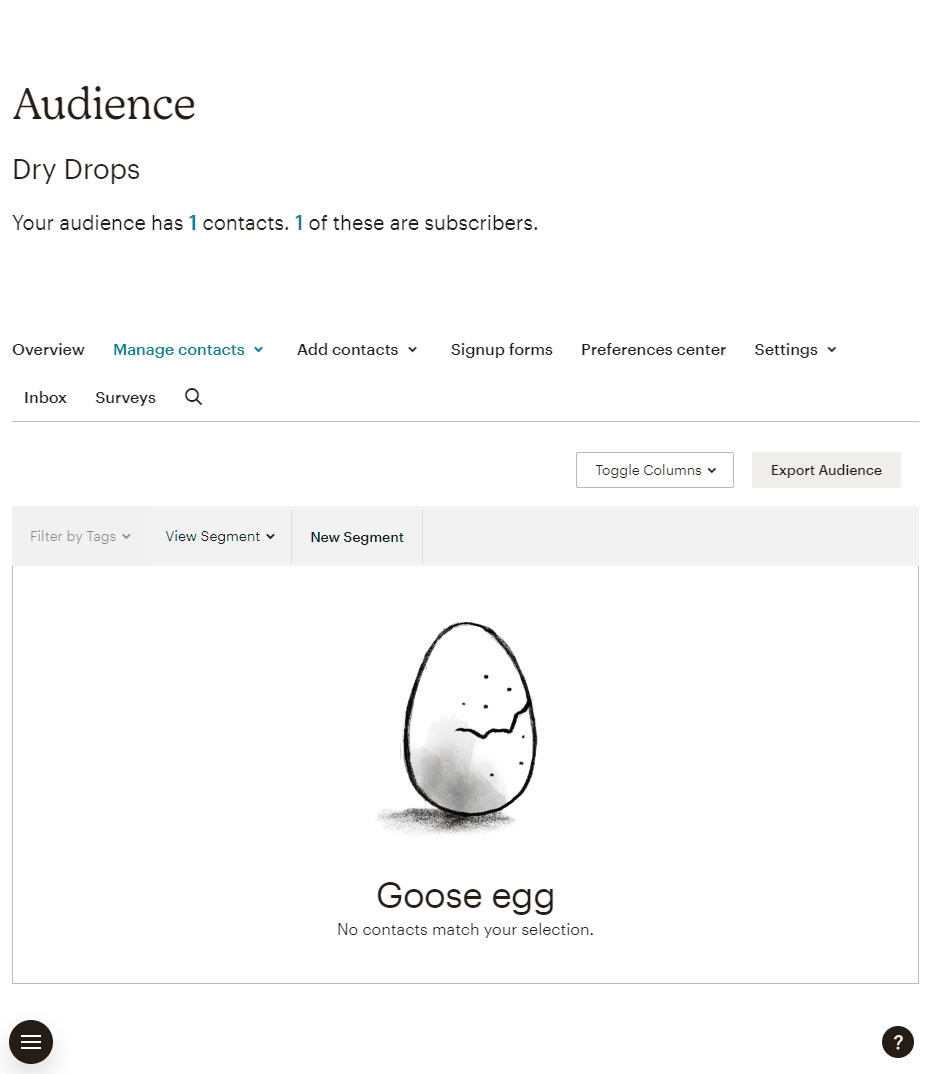 Audience
Dry Drops
Your audience has 1 contacts. 1 of these are subscribers.
Overview Manage contacts Add contacts Signup forms Preferences center Settings
Inbox Surveys
Toggle Columns Export Audience
Filter by Tags View Segment New Segment
Goose egg
No contacts match your selection.
?